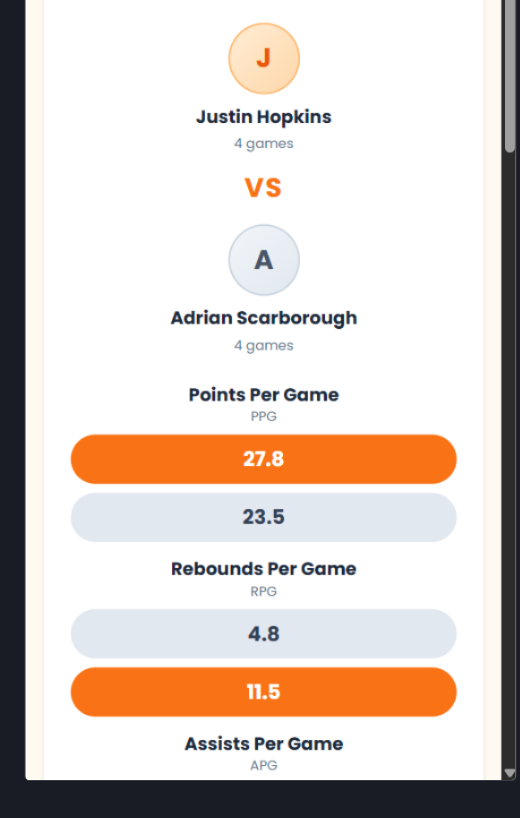 J
Justin Hopkins
4 games
VS
A
Adrian Scarborough
4 games
Points Per Game
PPG
27.8
23.5
Rebounds Per Game
RPG
4.8
11.5
Assists Per Game
APG